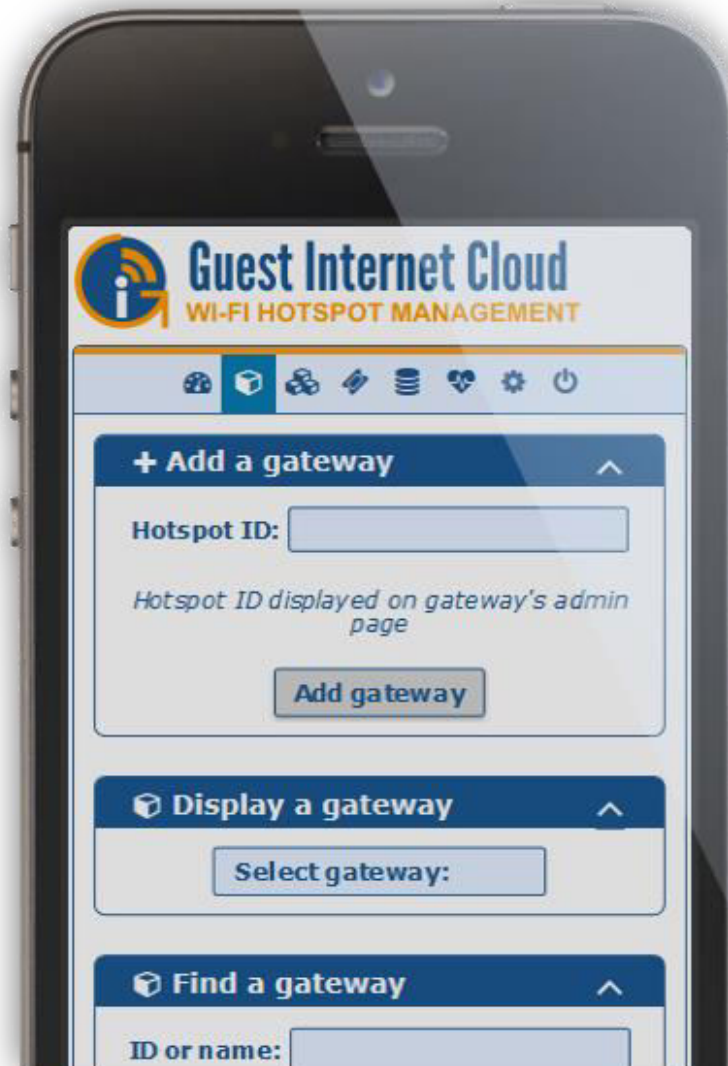 Guest Internet Cloud
WI-FI HOTSPOT MANAGEMENT
Add a gateway
Hotspot ID:
Hotspot ID displayed on gateway's admin
page
Add gateway
Display a gateway
Select gateway:
Find a gateway
ID or name: